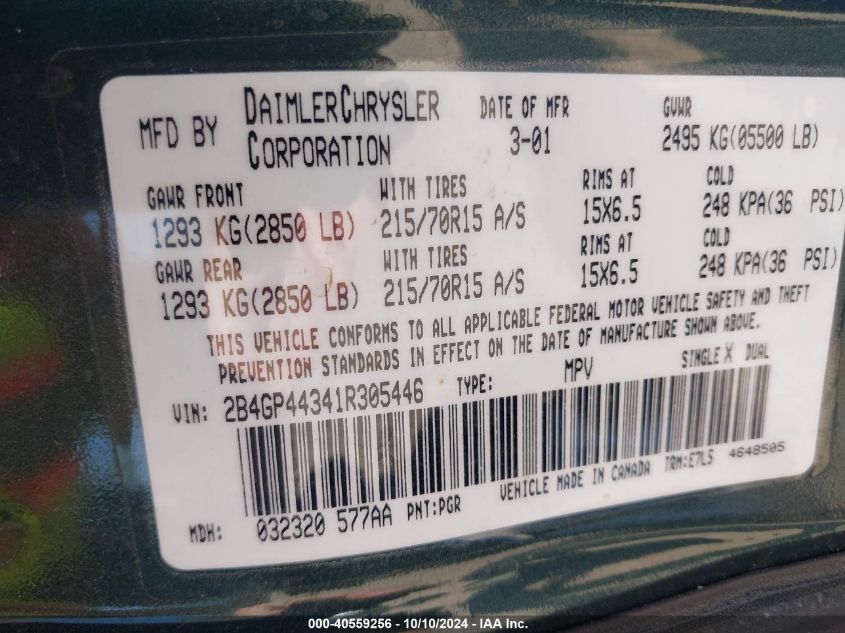 MFD BY DAIMLERCHRYSLER CORPORATION DATE OF MFR 3-01 GVWR 2495 KG(05500 LB)
GAWR FRONT WITH TIRES RIMS AT COLD
1293 KG(2850 LB) 215/70R15 A/S 15X6.5 248 KPA(36 PSI)
GAWR REAR WITH TIRES RIMS AT COLD
1293 KG(2850 LB) 215/70R15 A/S 15X6.5 248 KPA(36 PSI)
THIS VEHICLE CONFORMS TO ALL APPLICABLE FEDERAL MOTOR VEHICLE SAFETY AND THEFT
PREVENTION STANDARDS IN EFFECT ON THE DATE OF MANUFACTURE SHOWN ABOVE.
VIN: 2B4GP44341R305446 TYPE: MPV SINGLE X DUAL
MDH: 032320 577AA PNT:PGR VEHICLE MADE IN CANADA TRM:E7L5 4648505
000-40559256 - 10/10/2024 - IAA Inc.